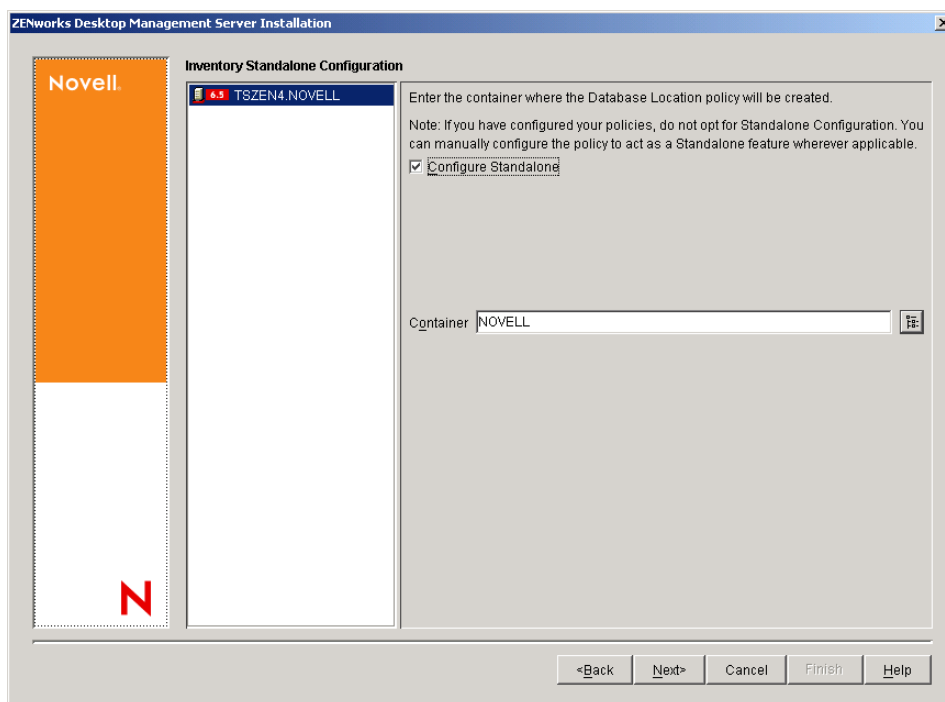 ZENworks Desktop Management Server Installation
Novell.
Inventory Standalone Configuration
6.5 TSZEN4.NOVELL
Enter the container where the Database Location policy will be created.
Note: If you have configured your policies, do not opt for Standalone Configuration. You
can manually configure the policy to act as a Standalone feature wherever applicable.
Configure Standalone
Container NOVELL
N
<Back Next> Cancel Finish Help